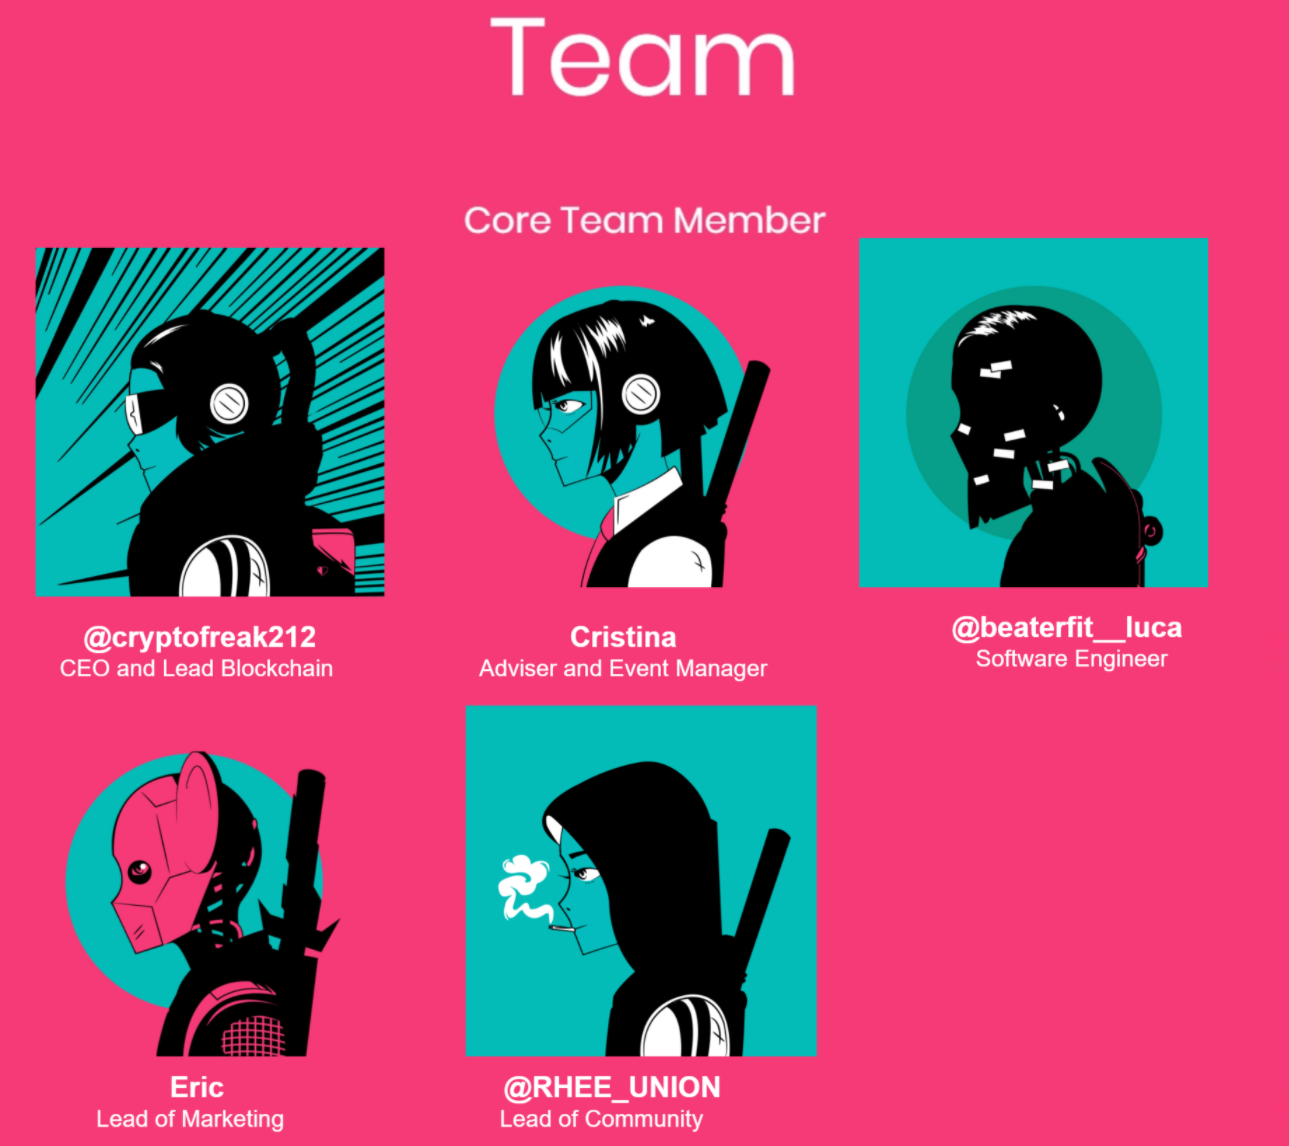 Team
Core Team Member
@cryptofreak212
CEO and Lead Blockchain
Cristina
Adviser and Event Manager
@beaterfit__luca
Software Engineer
Eric
Lead of Marketing
@RHEE_UNION
Lead of Community